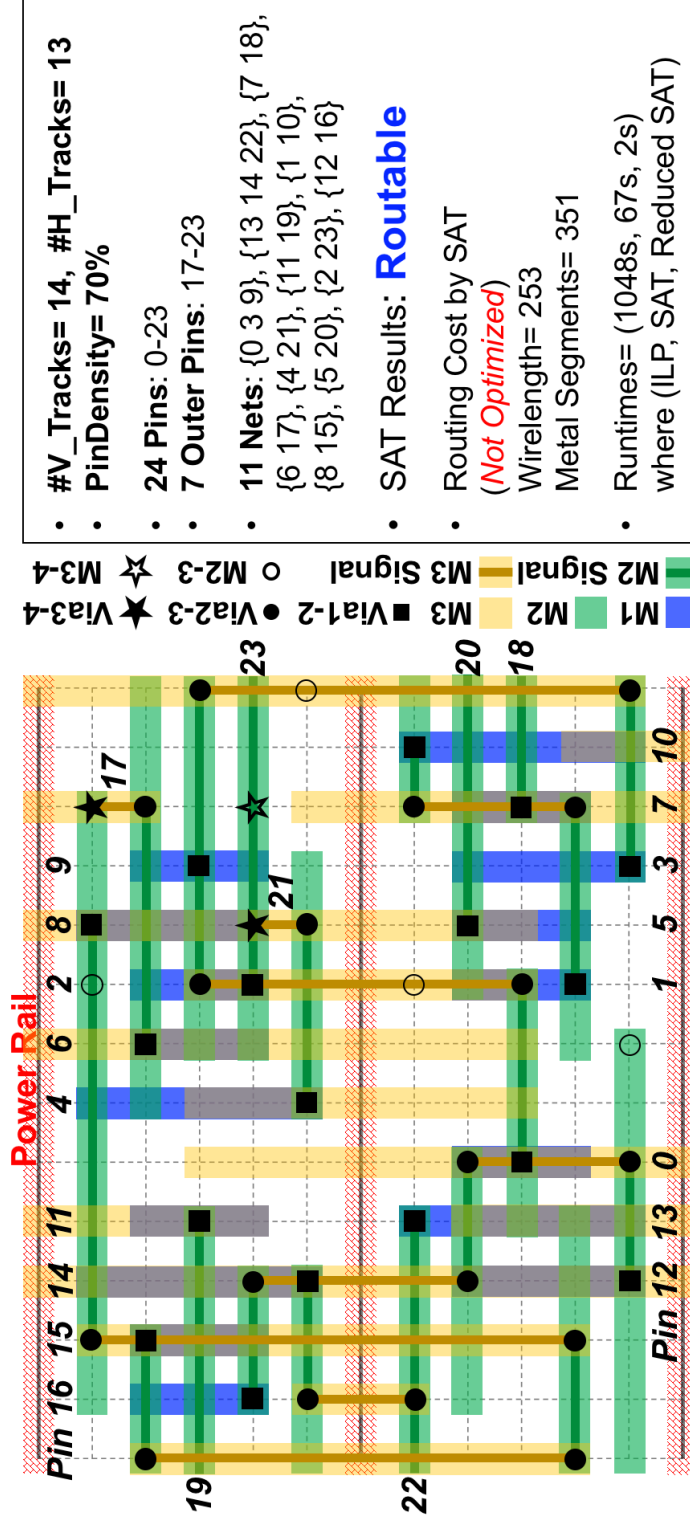 Power Rail
Pin 16 15 14 11 4 6 2 8 9
17
19
23
21
22
20
18
Pin 12 13 0 1 5 3 7 10
Via3-4 M3-4
Via2-3 M2-3
Via1-2 M3 Signal
M3
M2 Signal
M2
M1
• #V_Tracks= 14, #H_Tracks= 13
• PinDensity= 70%
• 24 Pins: 0-23
• 7 Outer Pins: 17-23
• 11 Nets: {0 3 9}, {13 14 22}, {7 18},
{6 17}, {4 21}, {11 19}, {1 10},
{8 15}, {5 20}, {2 23}, {12 16}
• SAT Results: Routable
• Routing Cost by SAT
(Not Optimized)
Wirelength= 253
Metal Segments= 351
• Runtimes= (1048s, 67s, 2s)
where (ILP, SAT, Reduced SAT)